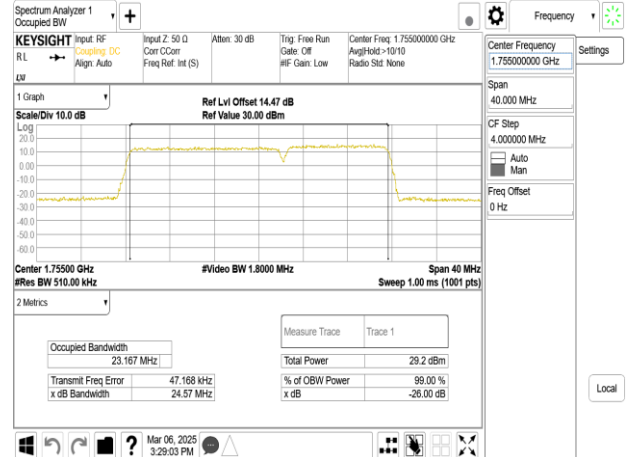 Spectrum Analyzer 1
Occupied BW
Frequency
KEYSIGHT
RL
LXI
Input: RF
Coupling: DC
Align: Auto
Input Z: 50 Ω
Corr CCorr
Freq Ref: Int (S)
Atten: 30 dB
Trig: Free Run
Gate: Off
#IF Gain: Low
Center Freq: 1.755000000 GHz
Avg|Hold:>10/10
Radio Std: None
Center Frequency
1.755000000 GHz
Settings
Span
40.000 MHz
CF Step
4.000000 MHz
Auto
Man
Freq Offset
0 Hz
1 Graph
Scale/Div 10.0 dB
Ref Lvl Offset 14.47 dB
Ref Value 30.00 dBm
Log
20.0
10.0
0.00
-10.0
-20.0
-30.0
-40.0
-50.0
-60.0
Center 1.75500 GHz
#Video BW 1.8000 MHz
Span 40 MHz
#Res BW 510.00 kHz
Sweep 1.00 ms (1001 pts)
2 Metrics
Measure Trace Trace 1
Occupied Bandwidth
23.167 MHz
Total Power 29.2 dBm
Transmit Freq Error 47.168 kHz
% of OBW Power 99.00 %
x dB Bandwidth 24.57 MHz
x dB -26.00 dB
Local
?
Mar 06, 2025
3:29:03 PM